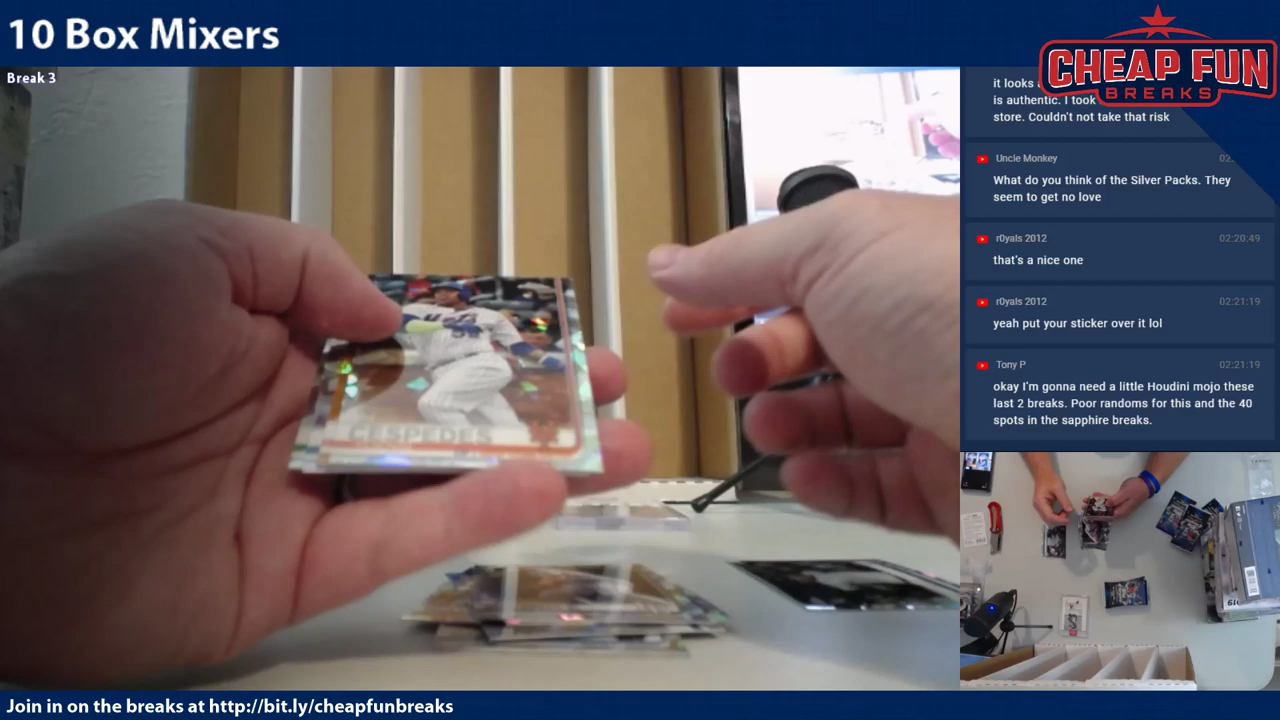 10 Box Mixers
Break 3
CHEAP FUN
BREAKS
it looks
is authentic. I took
store. Couldn't not take that risk
Uncle Monkey 02:
What do you think of the Silver Packs. They
seem to get no love
r0yals 2012 02:20:49
that's a nice one
r0yals 2012 02:21:19
yeah put your sticker over it lol
Tony P 02:21:19
okay I'm gonna need a little Houdini mojo these
last 2 breaks. Poor randoms for this and the 40
spots in the sapphire breaks.
CESPEDES
Join in on the breaks at http://bit.ly/cheapfunbreaks